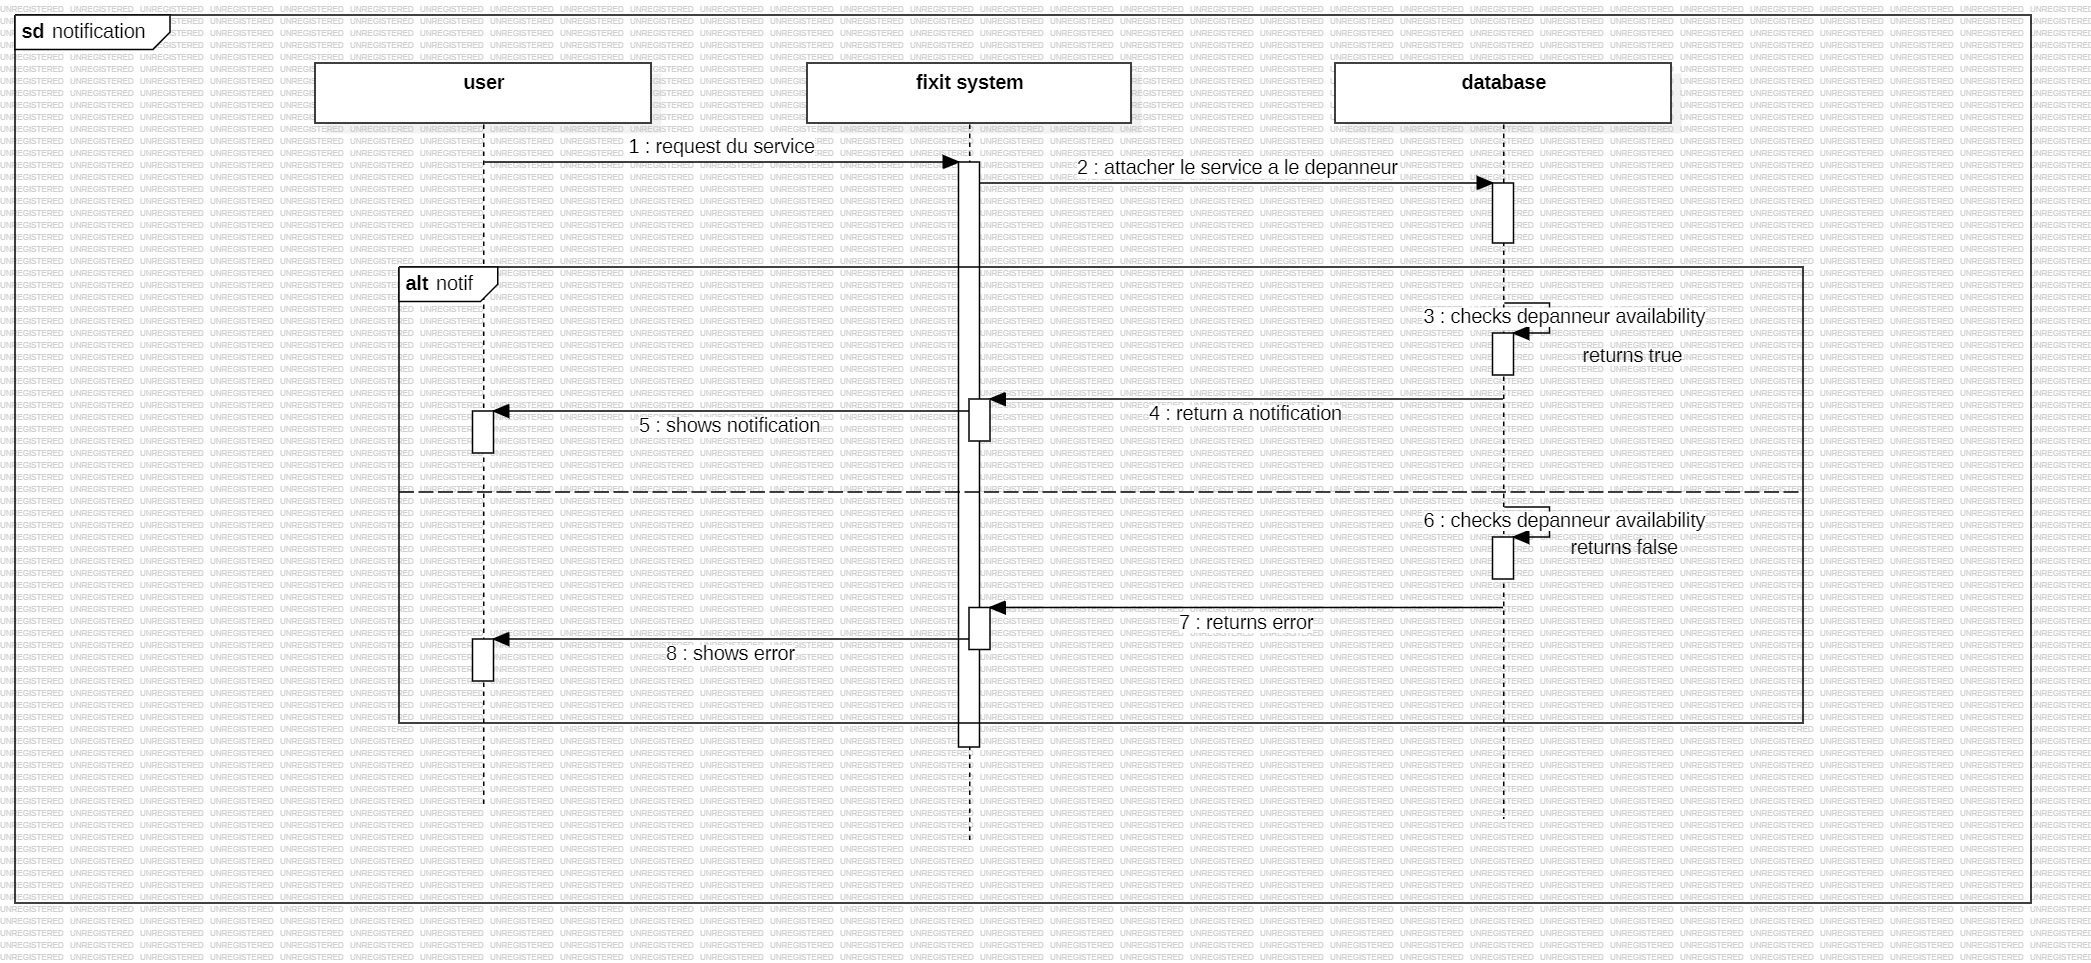 sd notification
user
fixit system
database
1 : request du service
2 : attacher le service a le depanneur
alt notif
3 : checks depanneur availability
returns true
4 : return a notification
5 : shows notification
6 : checks depanneur availability
returns false
7 : returns error
8 : shows error
UNREGISTERED